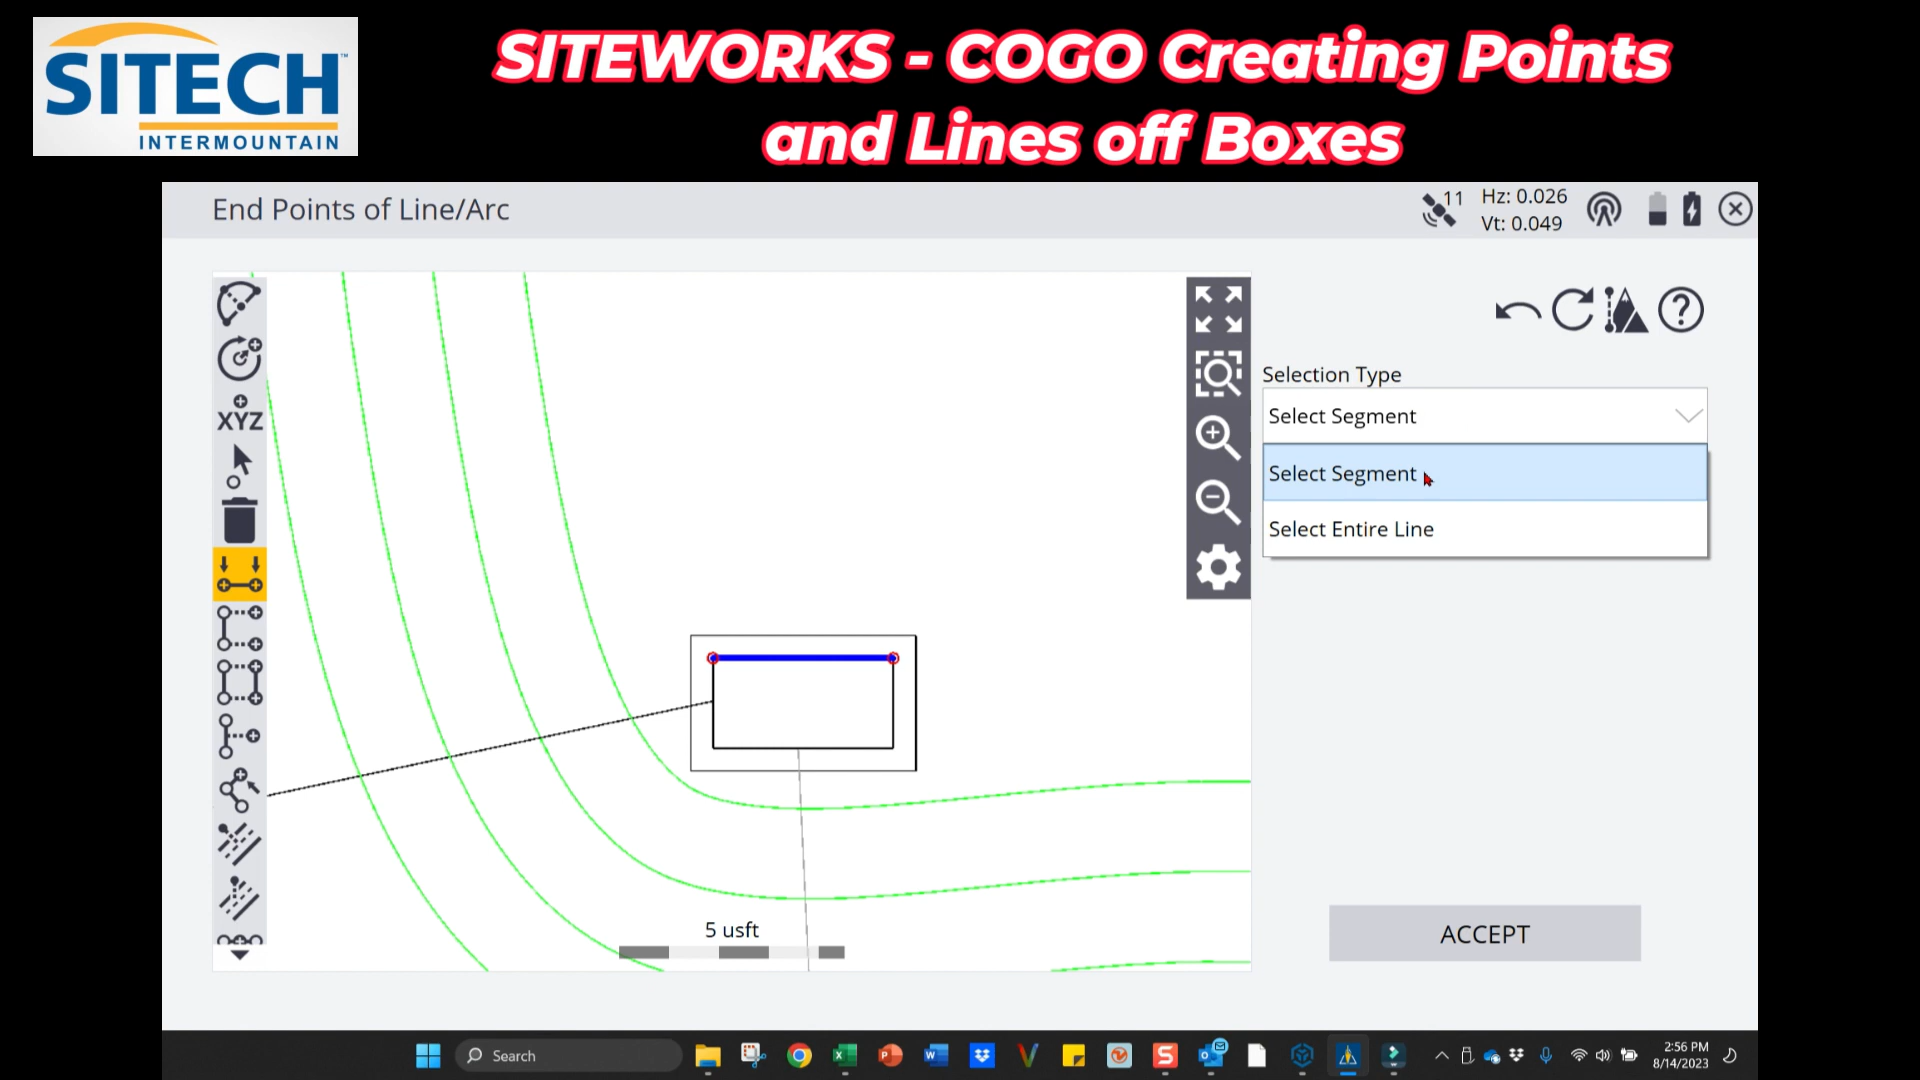 SITECH™
INTERMOUNTAIN
SITEWORKS - COGO Creating Points
and Lines off Boxes
End Points of Line/Arc
11
Hz: 0.026
Vt: 0.049
XYZ
Selection Type
Select Segment
Select Segment
Select Entire Line
5 usft
ACCEPT
Search
2:56 PM
8/14/2023